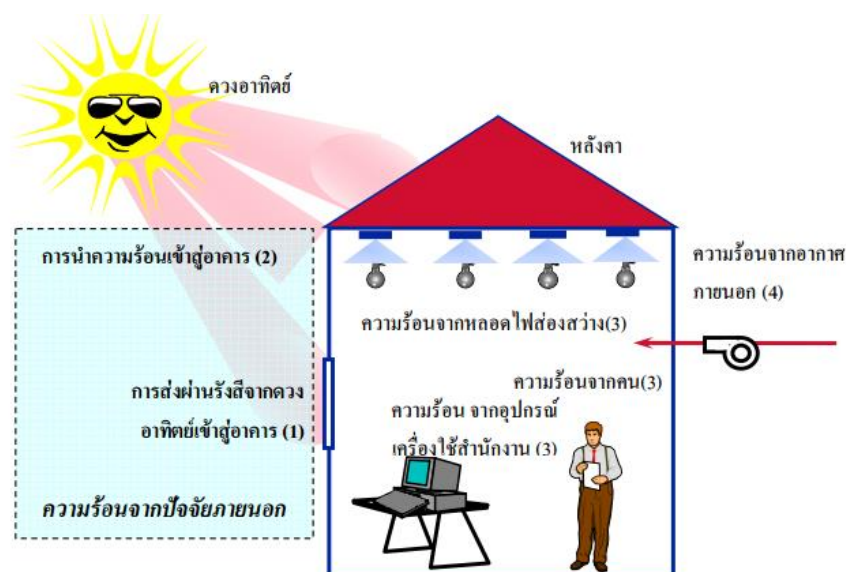 ดวงอาทิตย์
หลังคา
การนำความร้อนเข้าสู่อาคาร (2)
ความร้อนจากอากาศ
ภายนอก (4)
ความร้อนจากหลอดไฟส่องสว่าง(3)
การส่งผ่านรังสีจากดวง
อาทิตย์เข้าสู่อาคาร (1)
ความร้อนจากคน(3)
ความร้อน จากอุปกรณ์
เครื่องใช้สำนักงาน (3)
ความร้อนจากปัจจัยภายนอก